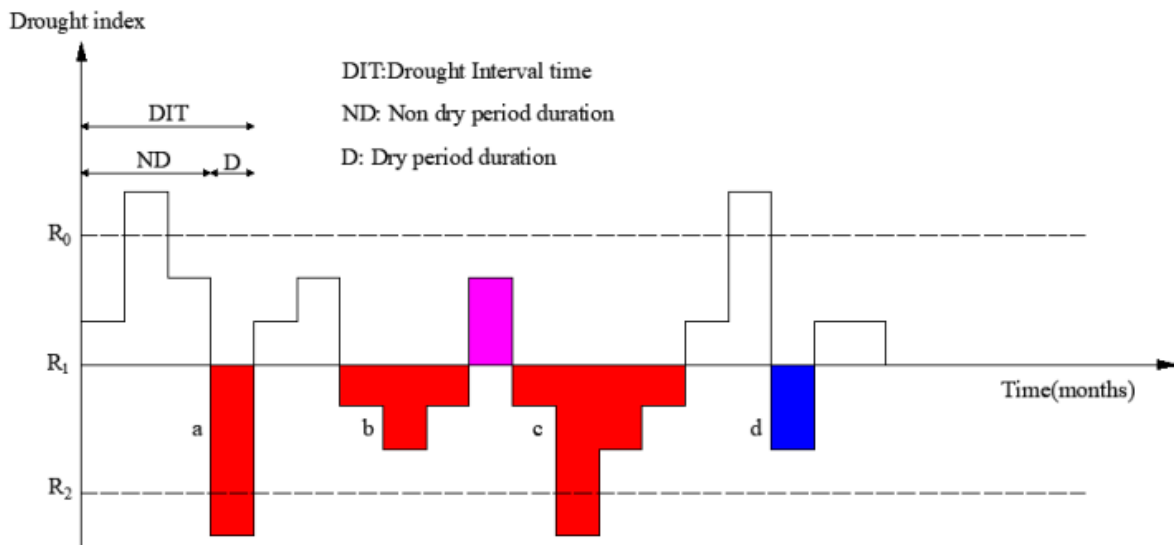 Drought index
DIT:Drought Interval time
DIT
ND: Non dry period duration
ND
D
D: Dry period duration
R0
R1
Time(months)
a
b
c
d
R2